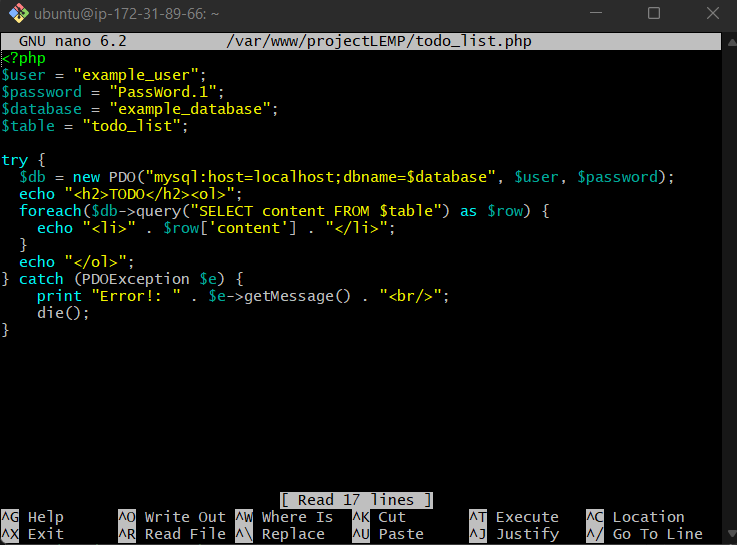 ubuntu@ip-172-31-89-66: ~
GNU nano 6.2 /var/www/projectLEMP/todo_list.php
<?php
$user = "example_user";
$password = "PassWord.1";
$database = "example_database";
$table = "todo_list";

try {
  $db = new PDO("mysql:host=localhost;dbname=$database", $user, $password);
  echo "<h2>TODO</h2><ol>";
  foreach($db->query("SELECT content FROM $table") as $row) {
    echo "<li>" . $row['content'] . "</li>";
  }
  echo "</ol>";
} catch (PDOException $e) {
    print "Error!: " . $e->getMessage() . "<br/>";
    die();
}
[ Read 17 lines ]
^G Help ^O Write Out ^W Where Is ^K Cut ^T Execute ^C Location
^X Exit ^R Read File ^\ Replace ^U Paste ^J Justify ^/ Go To Line